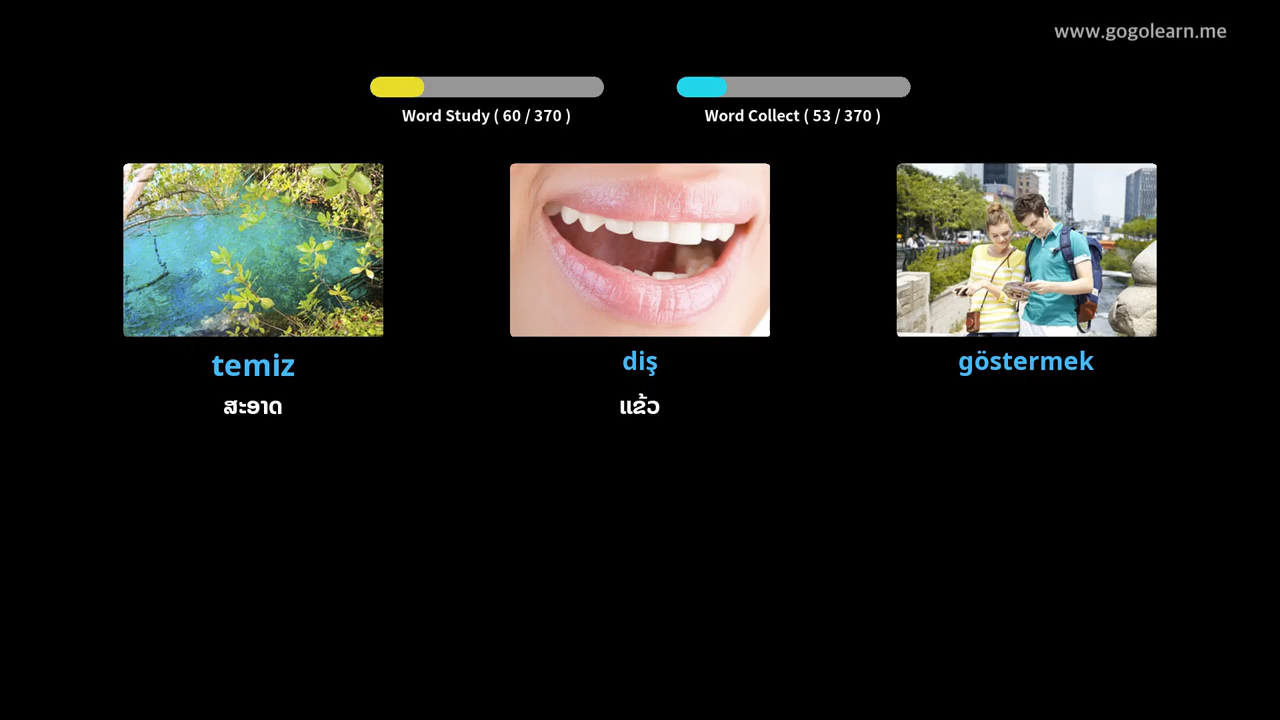 www.gogolearn.me
Word Study ( 60 / 370 )
Word Collect ( 53 / 370 )
temiz
ສະອາດ
diş
ແຂ້ວ
göstermek